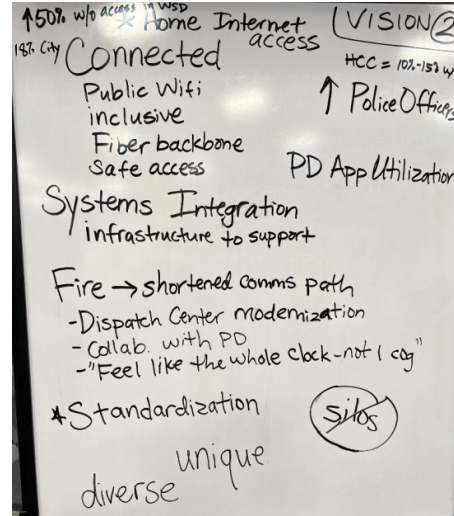 ↑50% w/o access in WSD
* Home Internet access
VISION 2
18% City
Connected
HCC = 10%-15% w/
Public Wifi
↑ Police Officers
inclusive
Fiber backbone
Safe access
PD App Utilization
Systems Integration
infrastructure to support
Fire → shortened comms path
-Dispatch Center modernization
- Collab. with PD
- "Feel like the whole clock-not 1 cog"
*Standardization
silos
unique
diverse